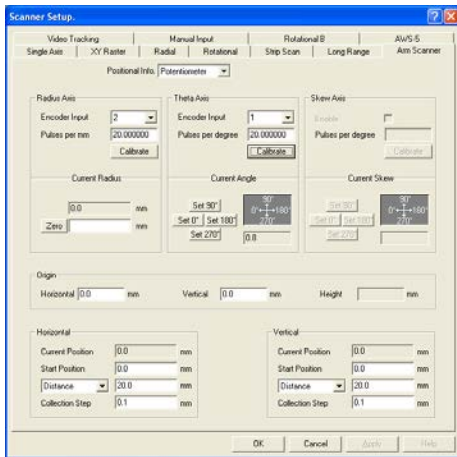 Scanner Setup.
Video Tracking Manual Input Rotational B AWS-5
Single Axis XY Raster Radial Rotational Strip Scan Long Range Arm Scanner
Positional Info. Potentiometer
Radius Axis Theta Axis Skew Axis
Encoder Input 2 Encoder Input 1 Enable
Pulses per mm 20.000000 Pulses per degree 20.000000 Pulses per degree
Calibrate Calibrate Calibrate
Current Radius Current Angle Current Skew
0.0 mm Set 90° 90° Set 90° 90°
Zero mm Set 0° Set 180° 0° 180° Set 0° Set 180° 0° 180°
Set 270° 270° Set 270° 270°
0.8
Origin
Horizontal 0.0 mm Vertical 0.0 mm Height mm
Horizontal Vertical
Current Position 0.0 mm Current Position 0.0 mm
Start Position 0.0 mm Start Position 0.0 mm
Distance 20.0 mm Distance 20.0 mm
Collection Step 0.1 mm Collection Step 0.1 mm
OK Cancel Apply Help